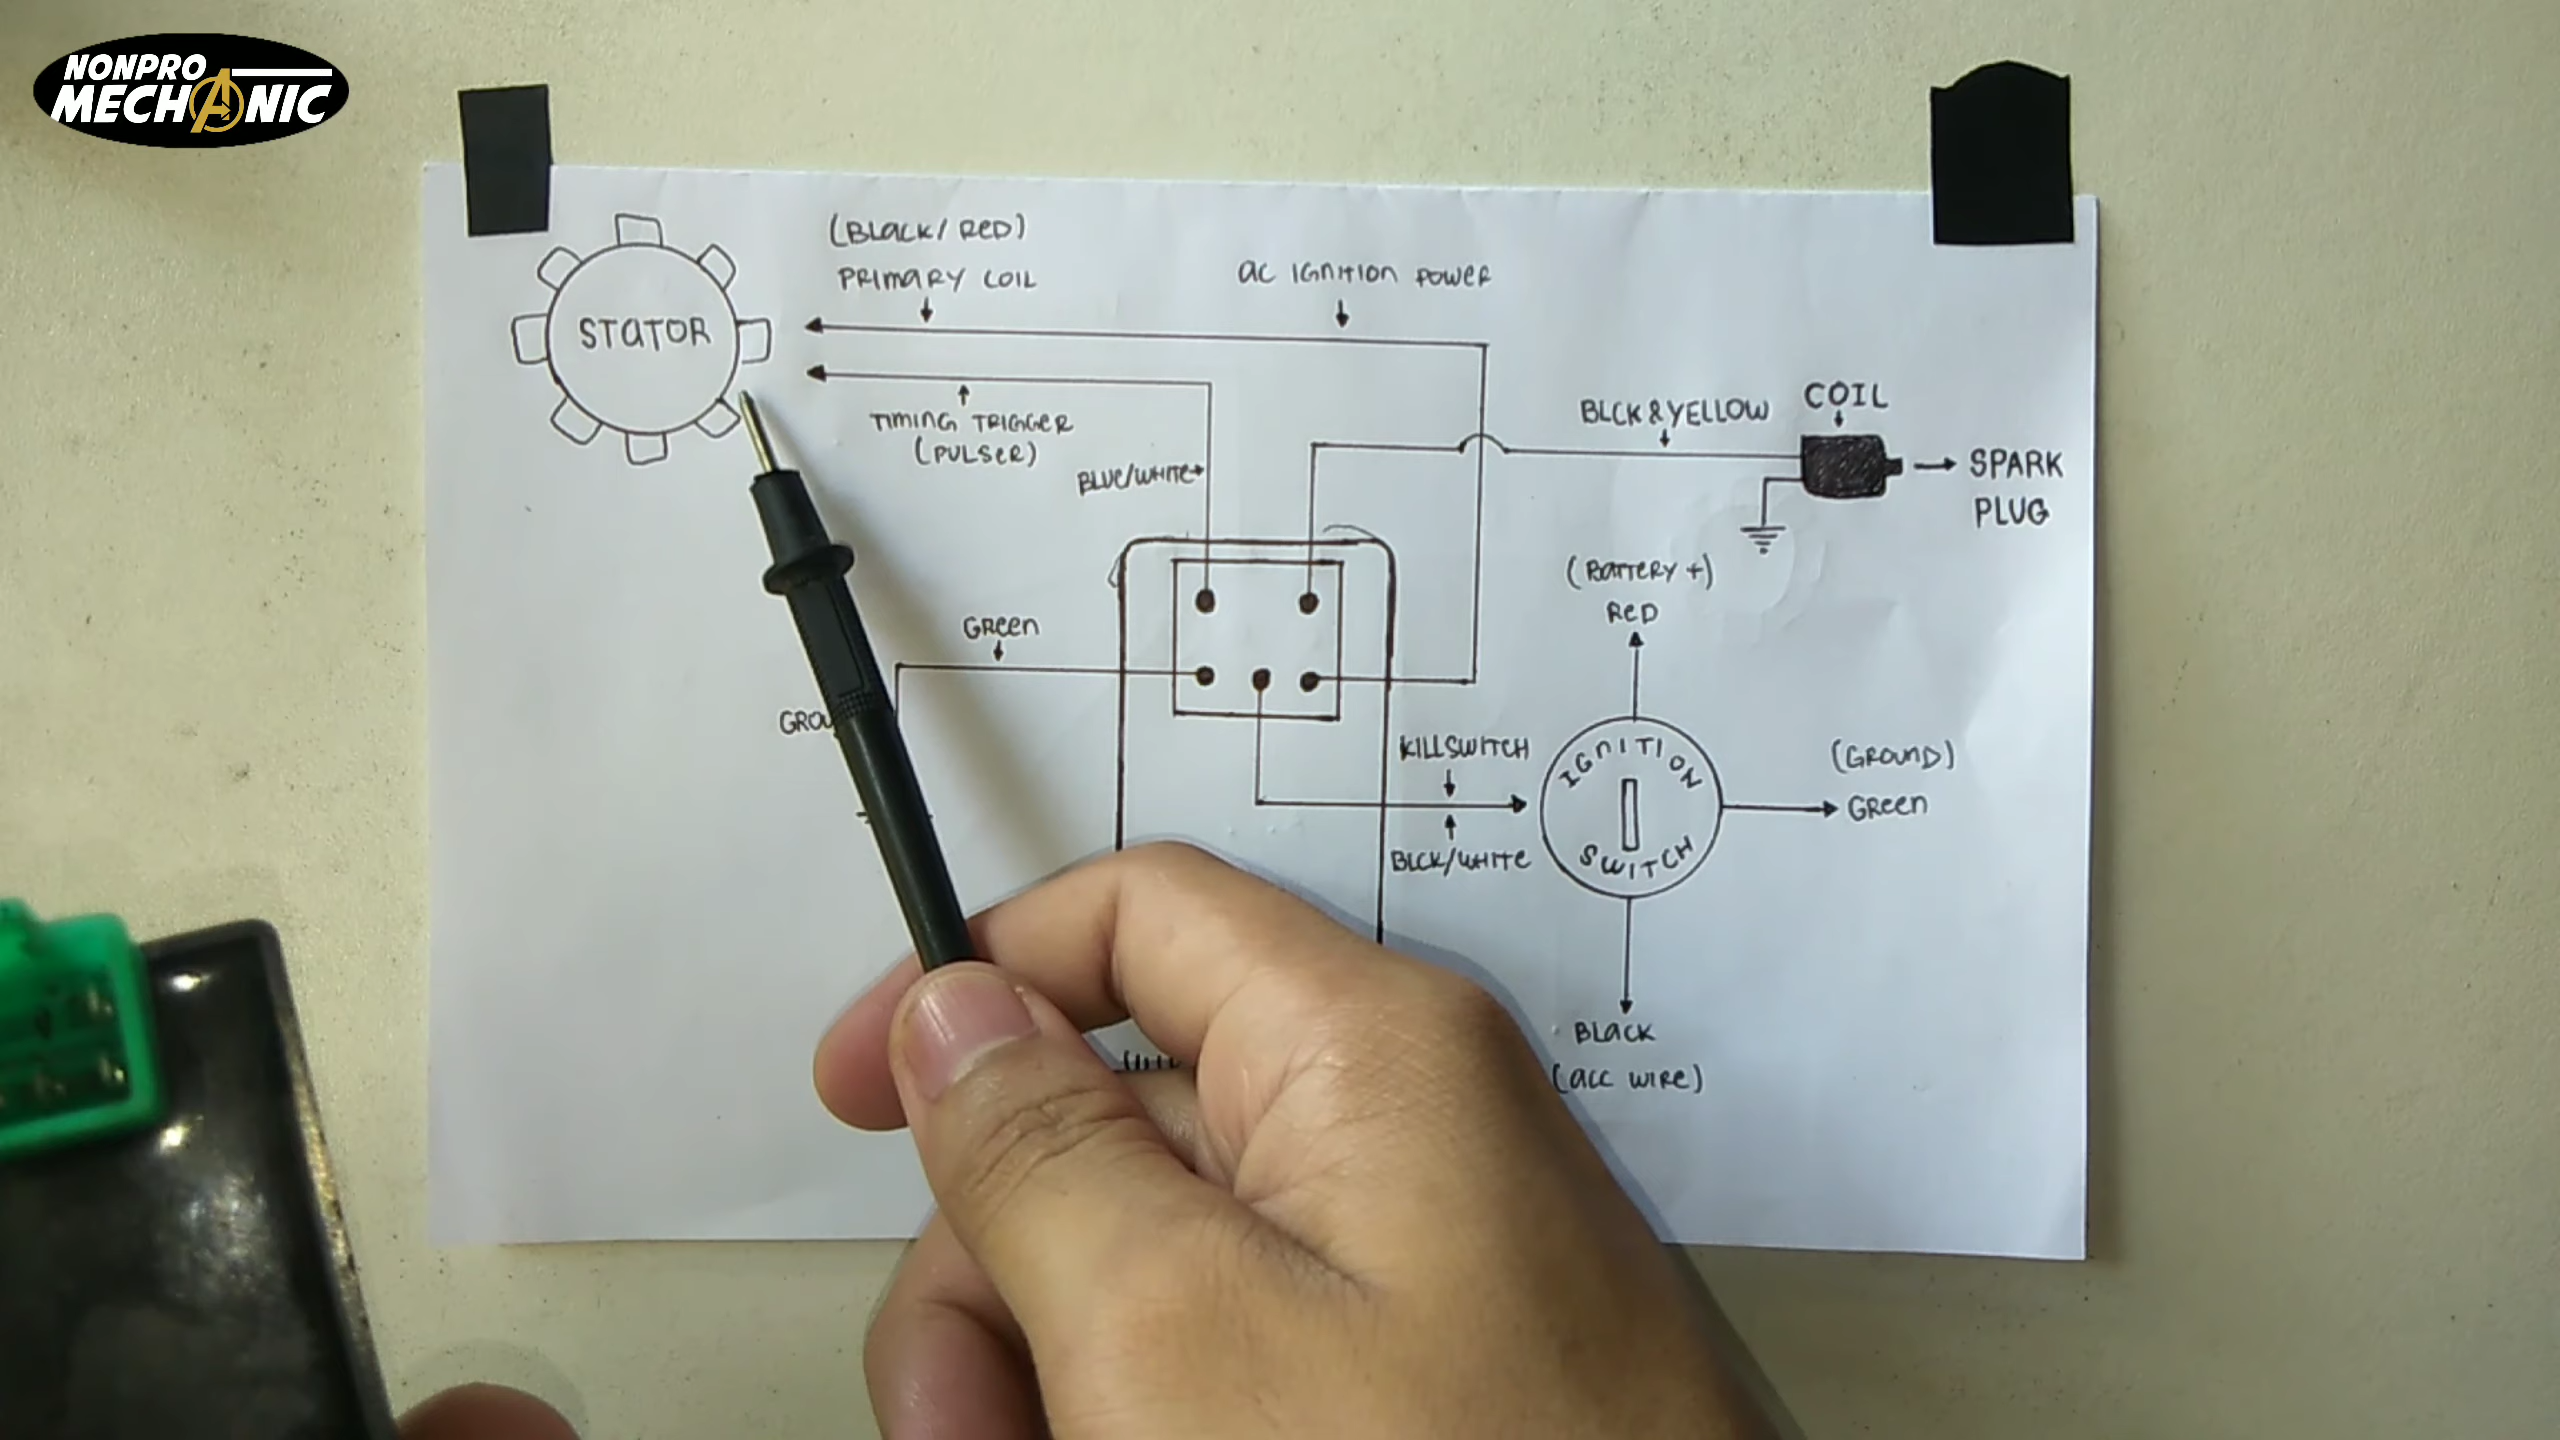 NONPRO
MECHANIC
(BLACK/RED)
PRIMARY COIL
AC IGNITION POWER
STATOR
TIMING TRIGGER
(PULSER)
BLUE/WHITE
BLCK & YELLOW
COIL
SPARK
PLUG
(BATTERY +)
RED
GREEN
KILLSWITCH
BLCK/WHITE
IGNITION
SWITCH
(GROUND)
GREEN
BLACK
(ACC WIRE)